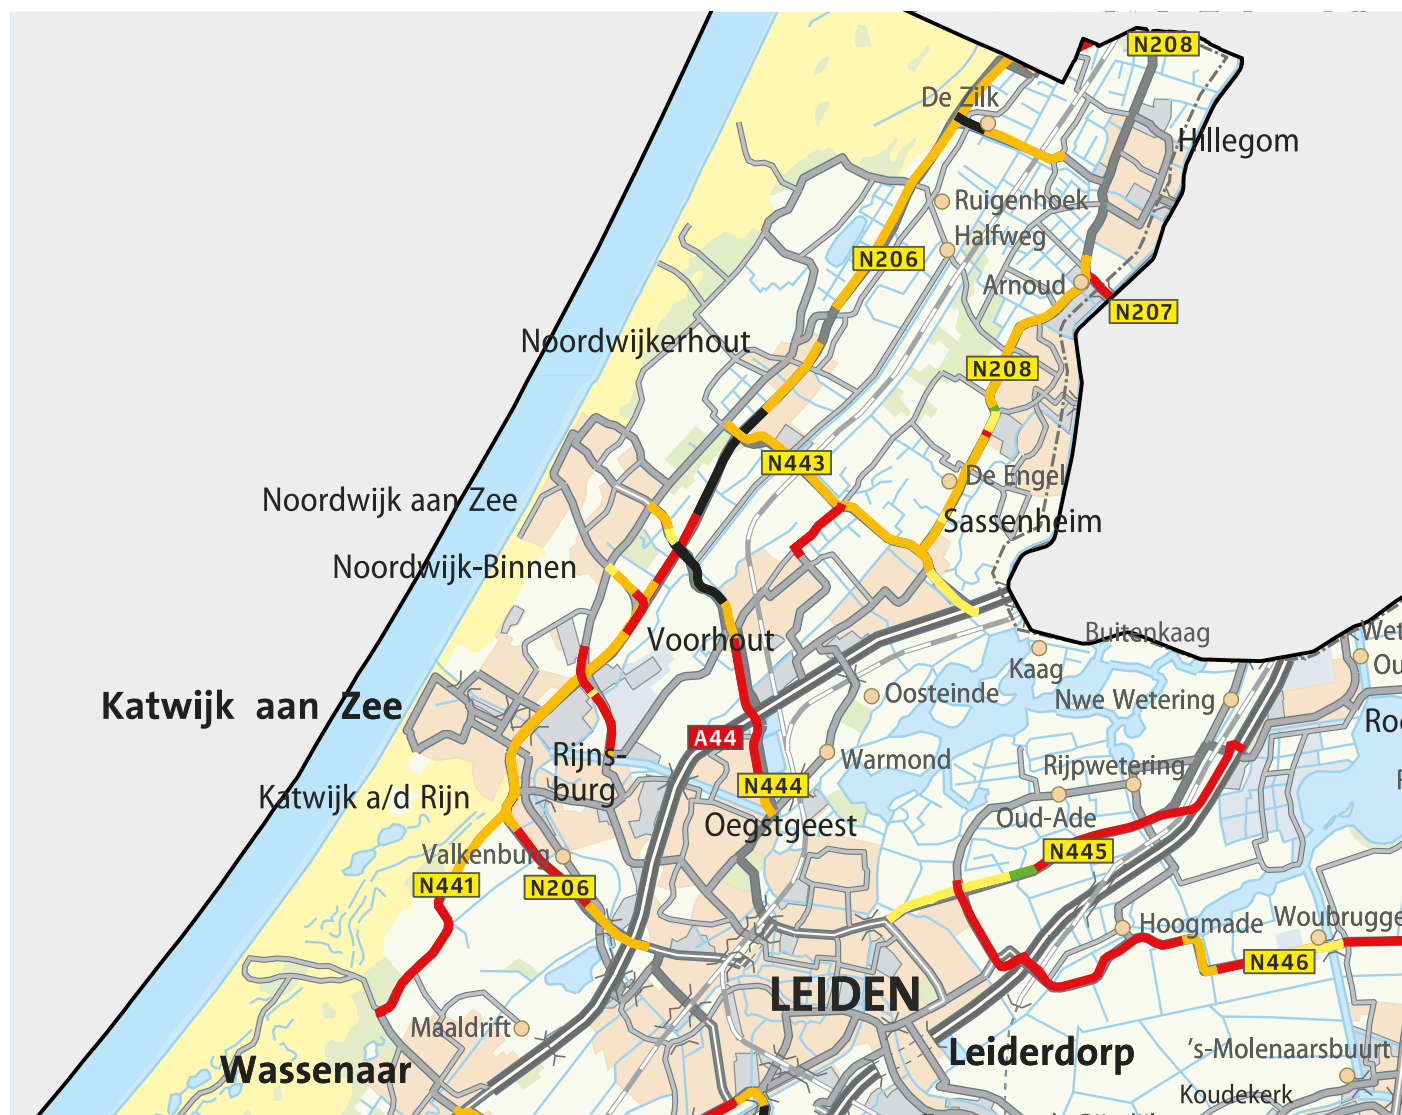 N208
De Zilk
Hillegom
Ruigenhoek
Halfweg
N206
Arnoud
N207
Noordwijkerhout
N208
N443
De Engel
Noordwijk aan Zee
Sassenheim
Noordwijk-Binnen
Voorhout
Buitenkaag
Kaag
Oosteinde
Nwe Wetering
Katwijk aan Zee
A44
Rijns-
burg
Warmond
Rijpwetering
N444
Katwijk a/d Rijn
Oegstgeest
Oud-Ade
Valkenburg
N445
N441
N206
Hoogmade
Woubrugge
N446
LEIDEN
Maaldrift
Leiderdorp
's-Molenaarsbuurt
Wassenaar
Koudekerk